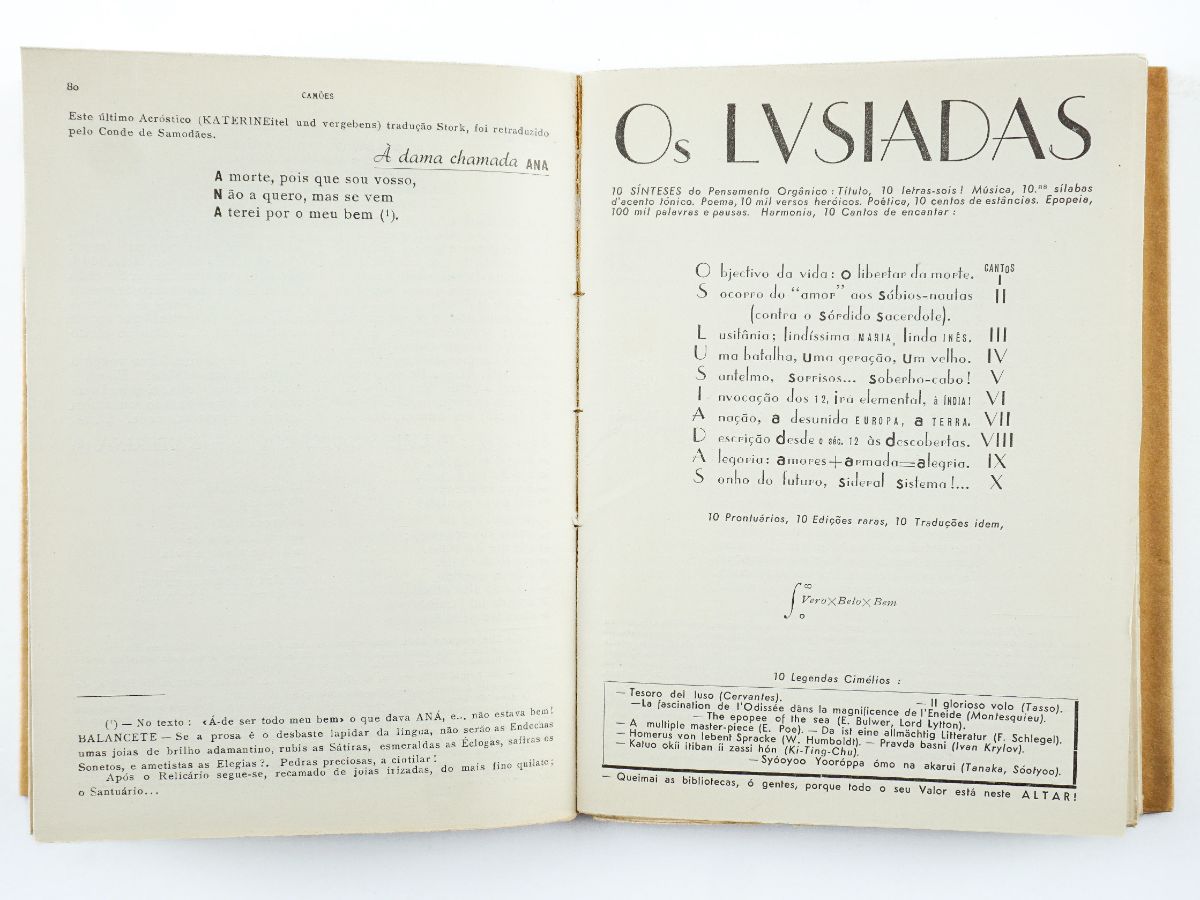 80
CAMÕES
Este último Acróstico (KATERINEitel und vergebens) tradução Stork, foi retraduzido
pelo Conde de Samodães.
À dama chamada ANA
A morte, pois que sou vosso,
N ão a quero, mas se vem
A terei por o meu bem (¹).
(¹) — No texto : «Á-de ser todo meu bem» o que dava ANÁ, e... não estava bem!
BALANCETE — Se a prosa é o desbaste lapidar da língua, não serão as Endechas
umas joias de brilho adamantino, rubis as Sátiras, esmeraldas as Éclogas, safiras os
Sonetos, e ametistas as Elegias?. Pedras preciosas, a cintilar!
Após o Relicário segue-se, recamado de joias irizadas, do mais fino quilate;
o Santuário...
Os LVSIADAS
10 SÍNTESES do Pensamento Orgânico : Título, 10 letras-sois! Música, 10.ªs sílabas
d'acento tónico. Poema, 10 mil versos heróicos. Poética, 10 centos de estâncias. Epopeia,
100 mil palavras e pausas. Harmonia, 10 Cantos de encantar :
CANTOS
O bjectivo da vida : o libertar da morte. I
S ocorro do "amor" aos Sábios-nautas II
(contra o Sórdido Sacerdote).
L usitânia; lindíssima MARIA, linda INÊS. III
U ma batalha, Uma geração, Um velho. IV
S antelmo, Sorrisos... Soberbo-cabo! V
I nvocação dos 12, ira elemental, à ÍNDIA! VI
A nação, a desunida EUROPA, a TERRA. VII
D escrição desde o séc. 12 às descobertas. VIII
A legoria : amores+armada=alegria. IX
S onho do futuro, Sideral Sistema!... X
10 Prontuários, 10 Edições raras, 10 Traduções idem,
∫₀^∞ Vero×Belo×Bem
10 Legendas Cimélios :
— Tesoro del luso (Cervantes). — Il glorioso volo (Tasso).
—La fascination de l'Odissée dàns la magnificence de l'Eneide (Montesquieu).
— The epopee of the sea (E. Bulwer, Lord Lytton).
— A multiple master-piece (E. Poe). — Da ist eine allmächtig Litteratur (F. Schlegel).
— Homerus von lebent Spracke (W. Humboldt). — Pravda basni (Ivan Krylov).
— Katuo okíi itiban íi zassi hón (Ki-Ting-Chu).
— Syóoyoo Yooróppa ómo na akarui (Tanaka, Sóotyoo).
— Queimai as bibliotecas, ó gentes, porque todo o seu Valor está neste ALTAR!